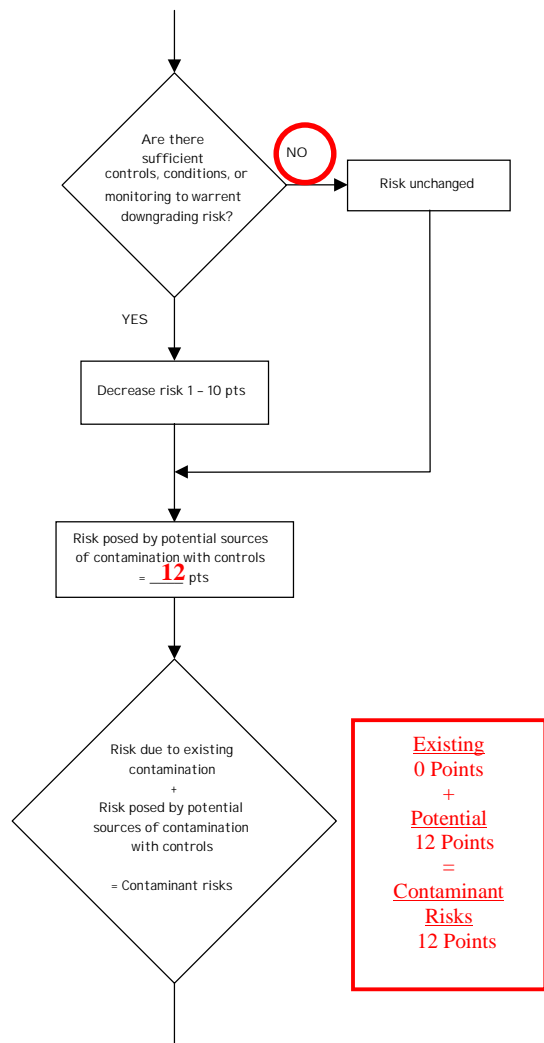 Are there
sufficient
controls, conditions, or
monitoring to warrent
downgrading risk?
NO
Risk unchanged
YES
Decrease risk 1 – 10 pts
Risk posed by potential sources
of contamination with controls
= 12 pts
Risk due to existing
contamination
+
Risk posed by potential
sources of contamination
with controls
= Contaminant risks
Existing
0 Points
+
Potential
12 Points
=
Contaminant
Risks
12 Points